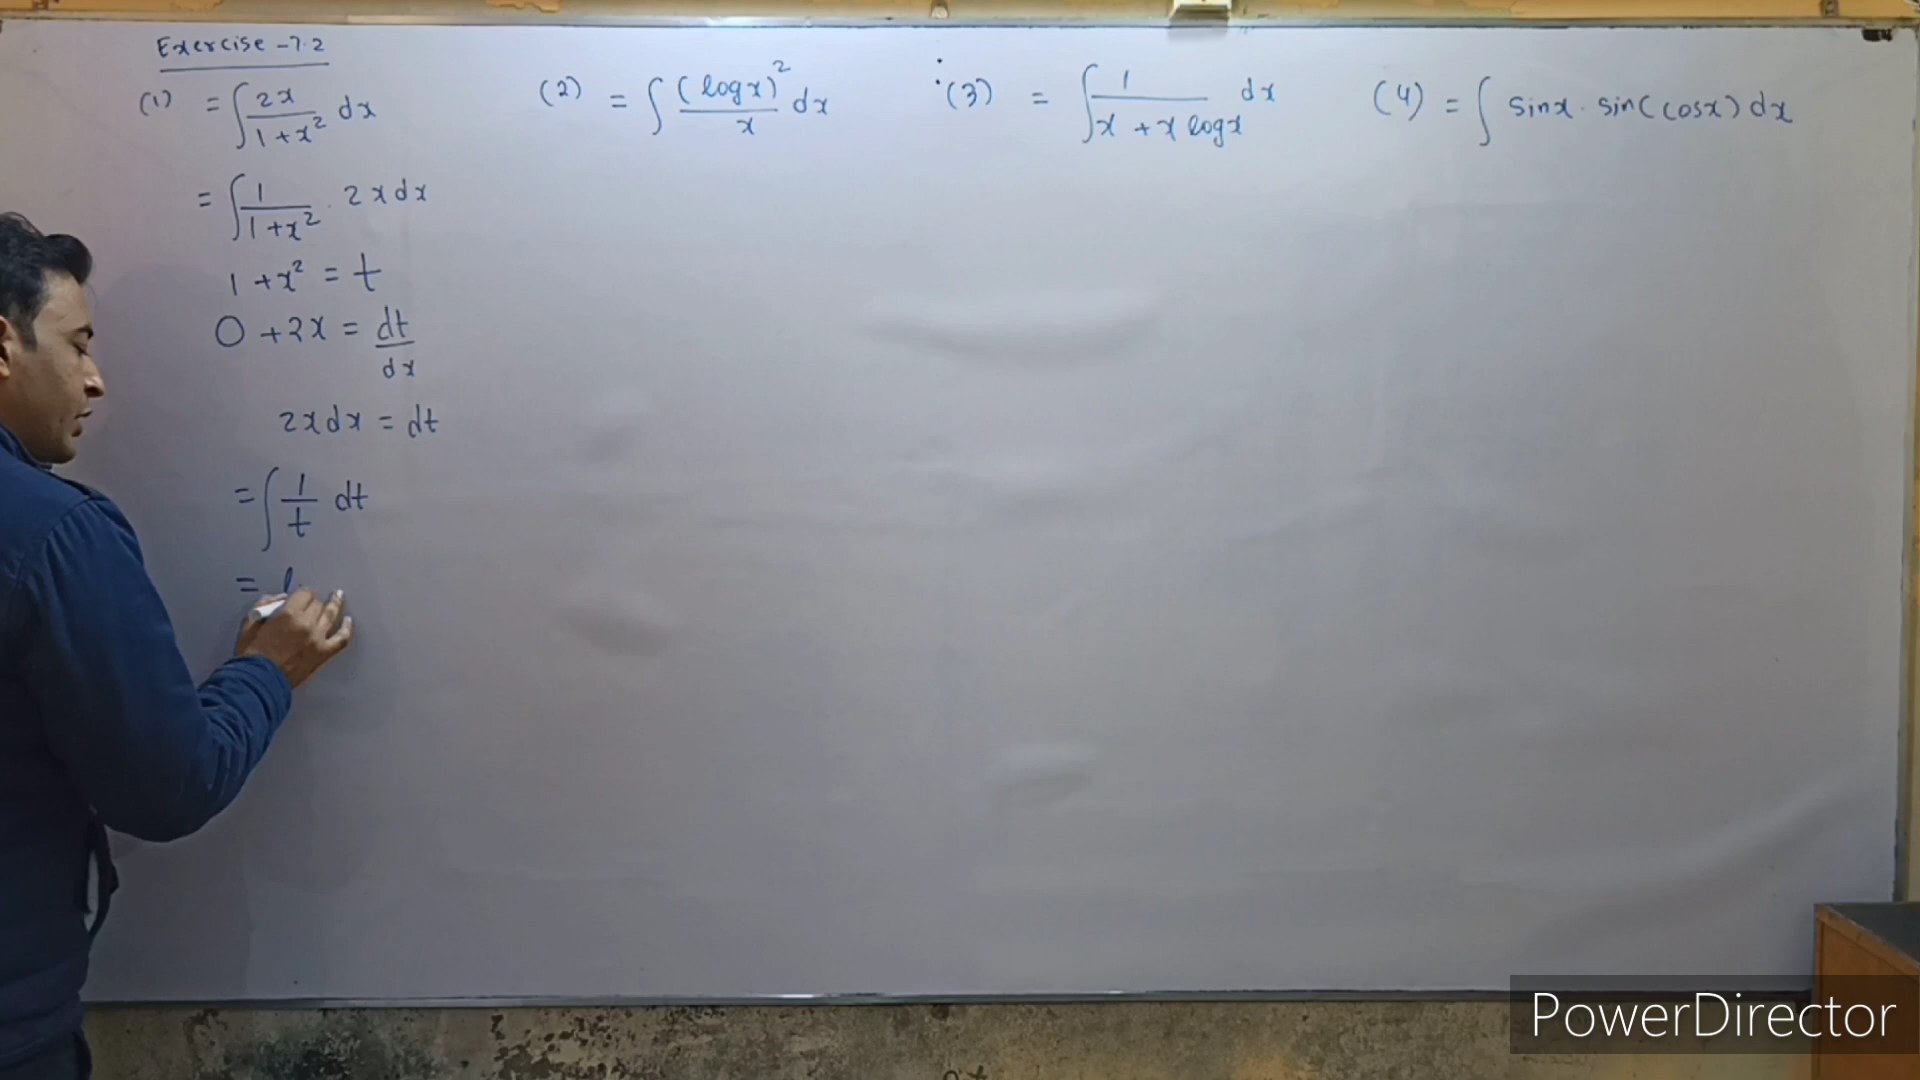 Exercise - 7.2
(1) = ∫ 2x / 1+x² dx
= ∫ 1 / 1+x² . 2x dx
1 + x² = t
0 + 2x = dt / dx
2x dx = dt
= ∫ 1 / t dt
= l
(2) = ∫ (log x)² / x dx
(3) = ∫ 1 / x + x log x dx
(4) = ∫ sin x . sin(cos x) dx
PowerDirector